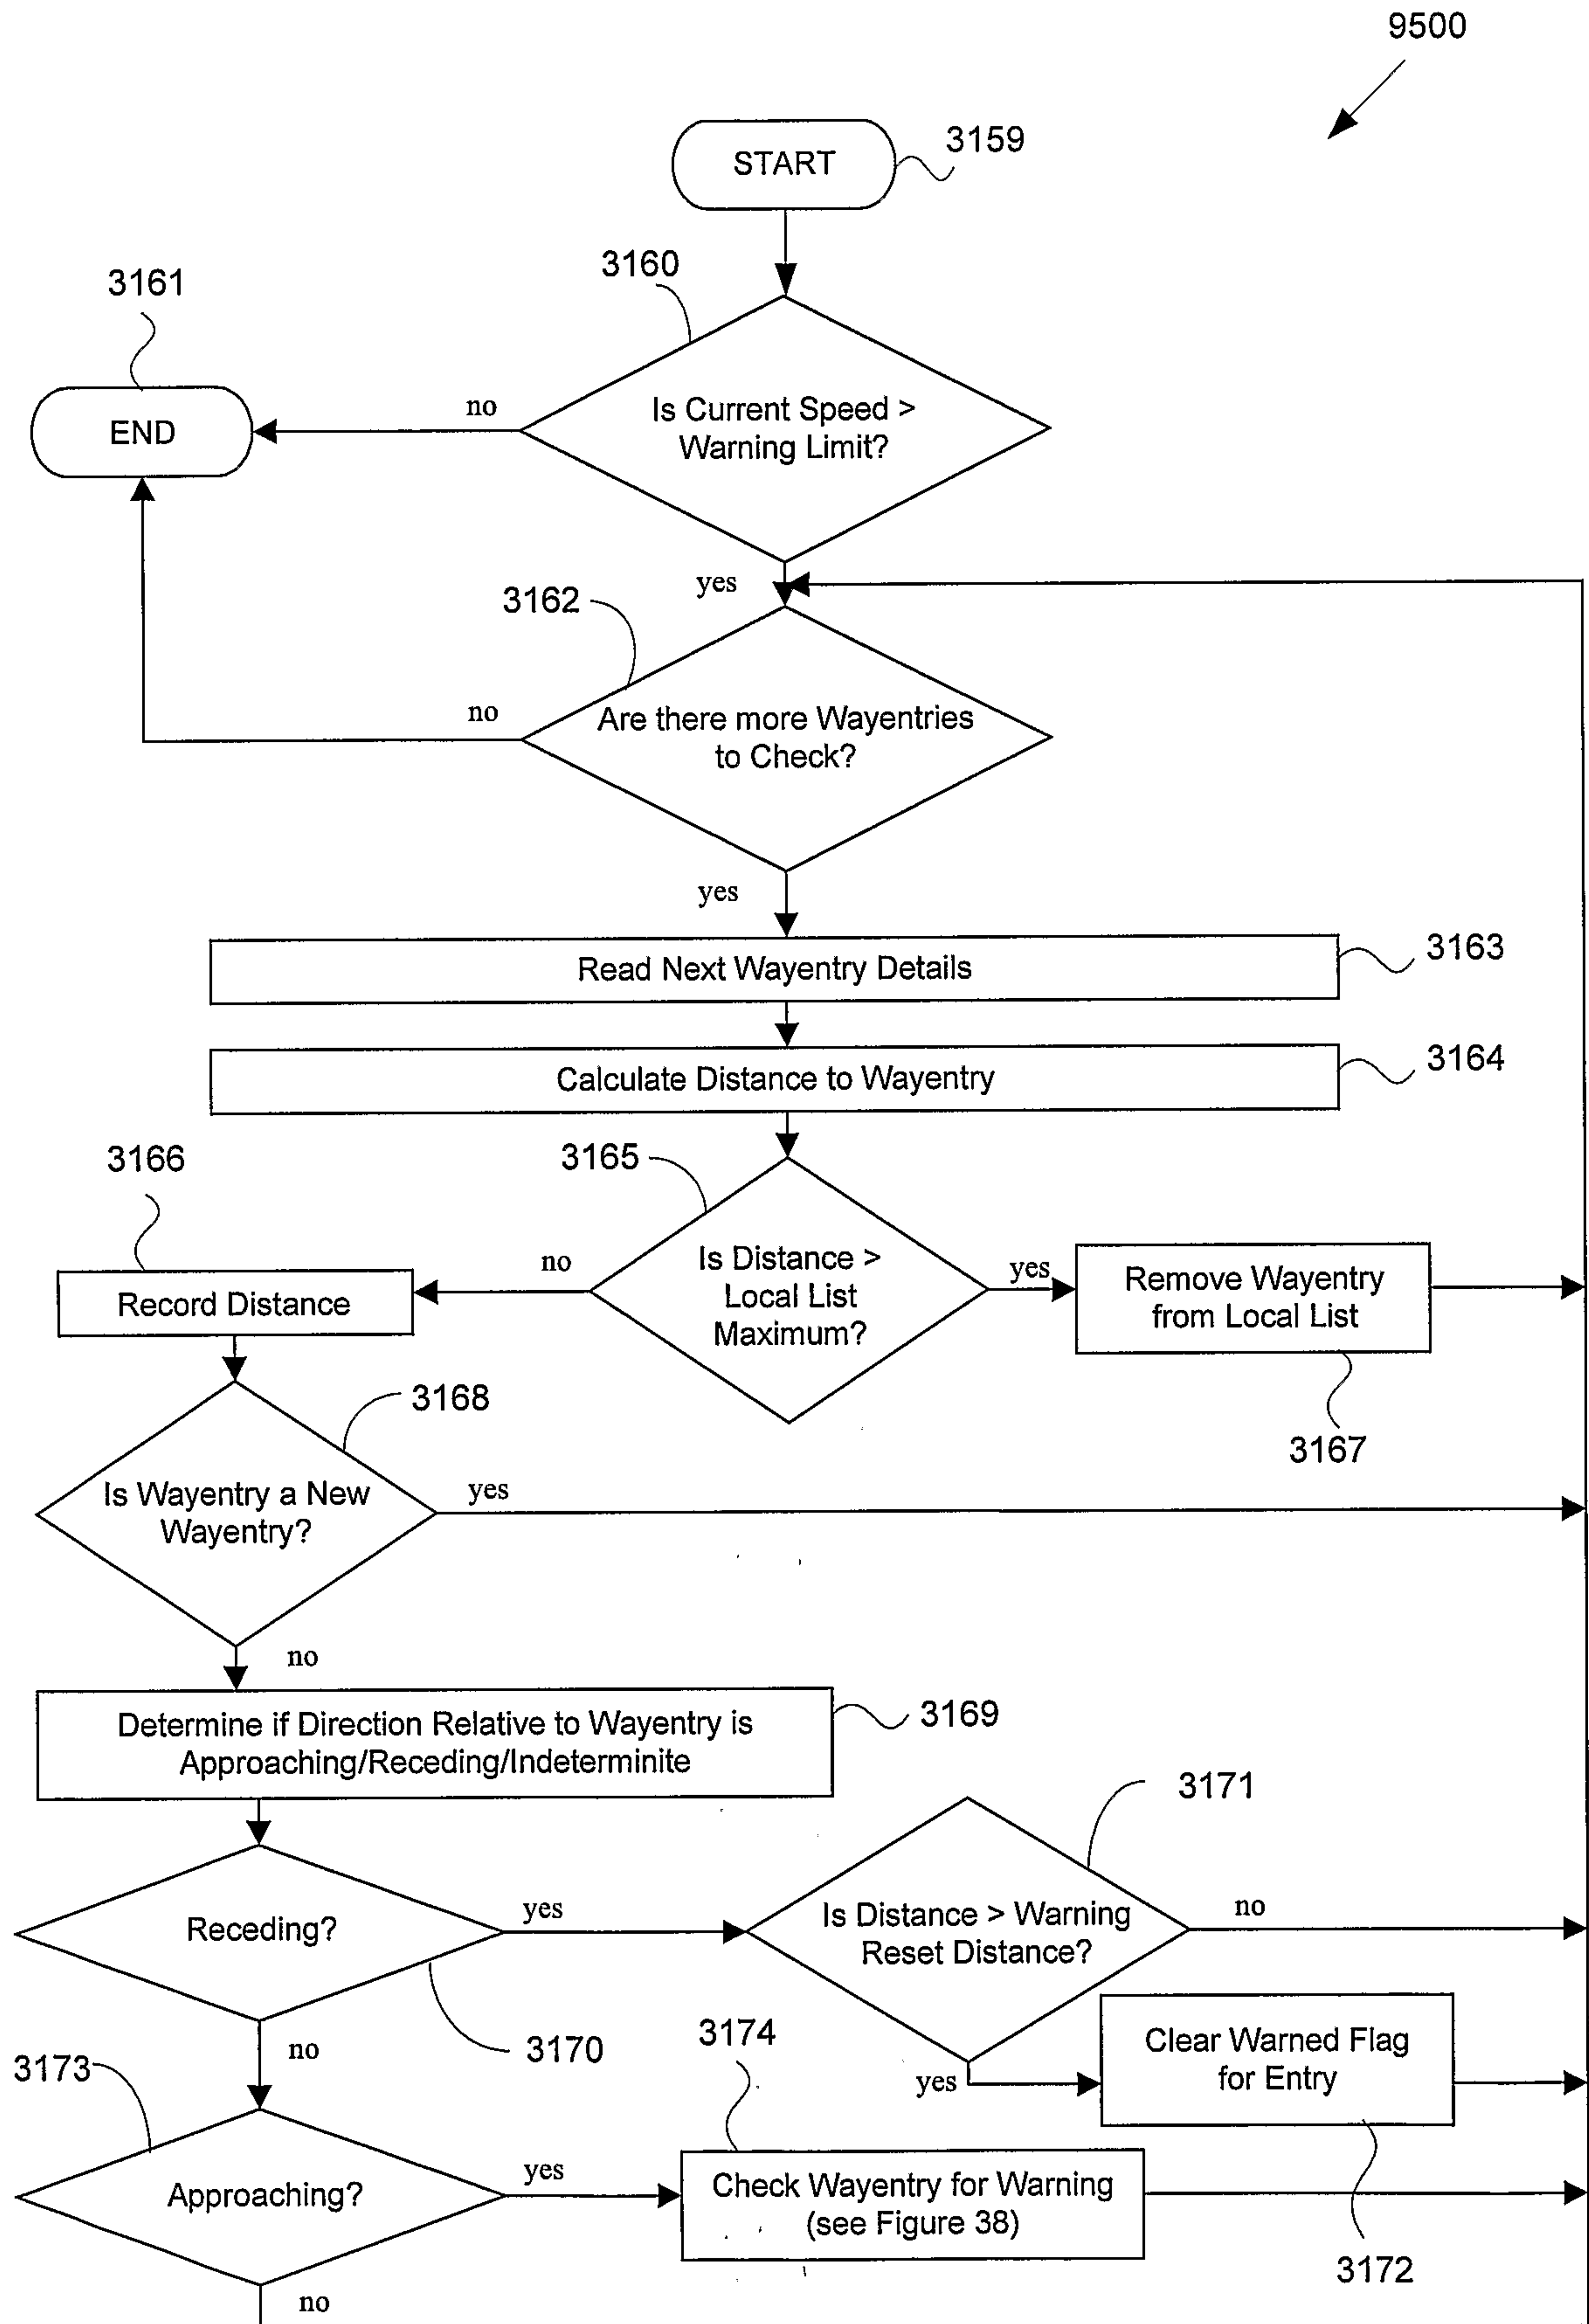 9500
START
3159
3160
3161
Is Current Speed >
Warning Limit?
no
END
yes
3162
Are there more Wayentries
to Check?
no
yes
Read Next Wayentry Details
3163
Calculate Distance to Wayentry
3164
3165
3166
Is Distance >
Local List
Maximum?
no
yes
Record Distance
Remove Wayentry
from Local List
3167
3168
Is Wayentry a New
Wayentry?
yes
no
Determine if Direction Relative to Wayentry is
Approaching/Receding/Indeterminite
3169
3171
Receding?
yes
Is Distance > Warning
Reset Distance?
no
3170
no
3174
yes
Clear Warned Flag
for Entry
3172
3173
Approaching?
yes
Check Wayentry for Warning
(see Figure 38)
no